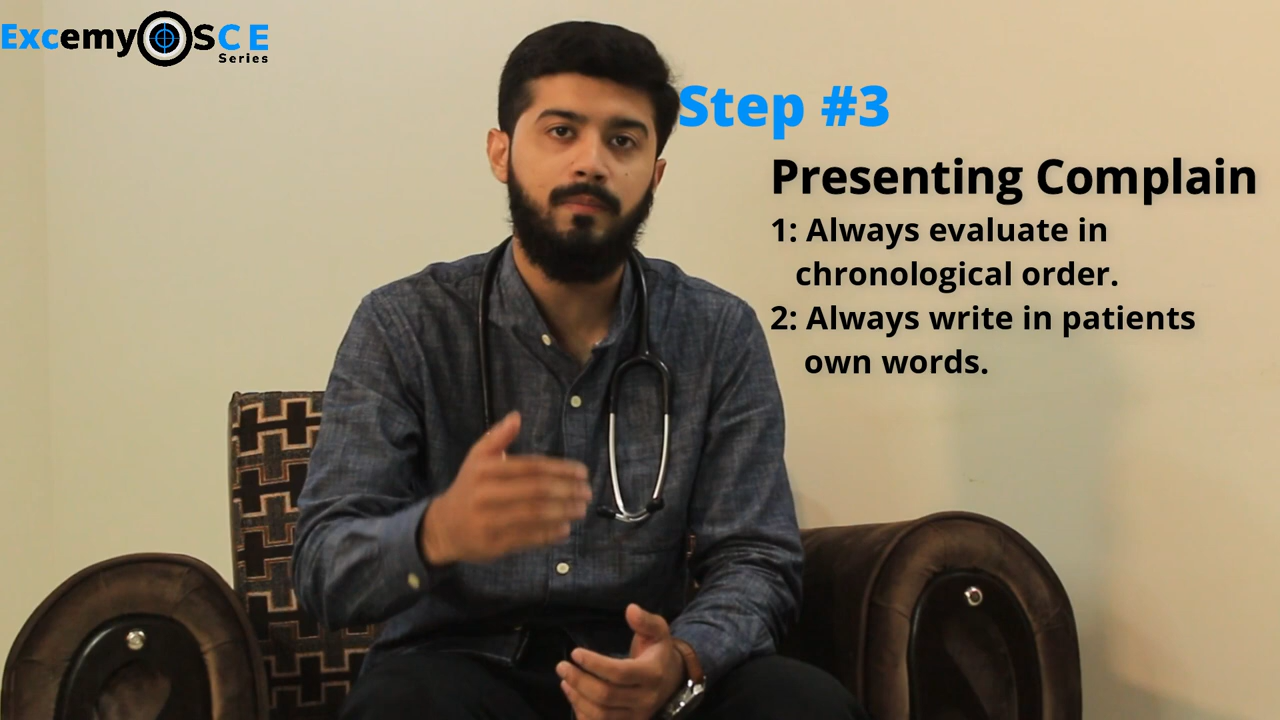 ExcemyOSCE
Series
Step #3
Presenting Complain
1: Always evaluate in
chronological order.
2: Always write in patients
own words.